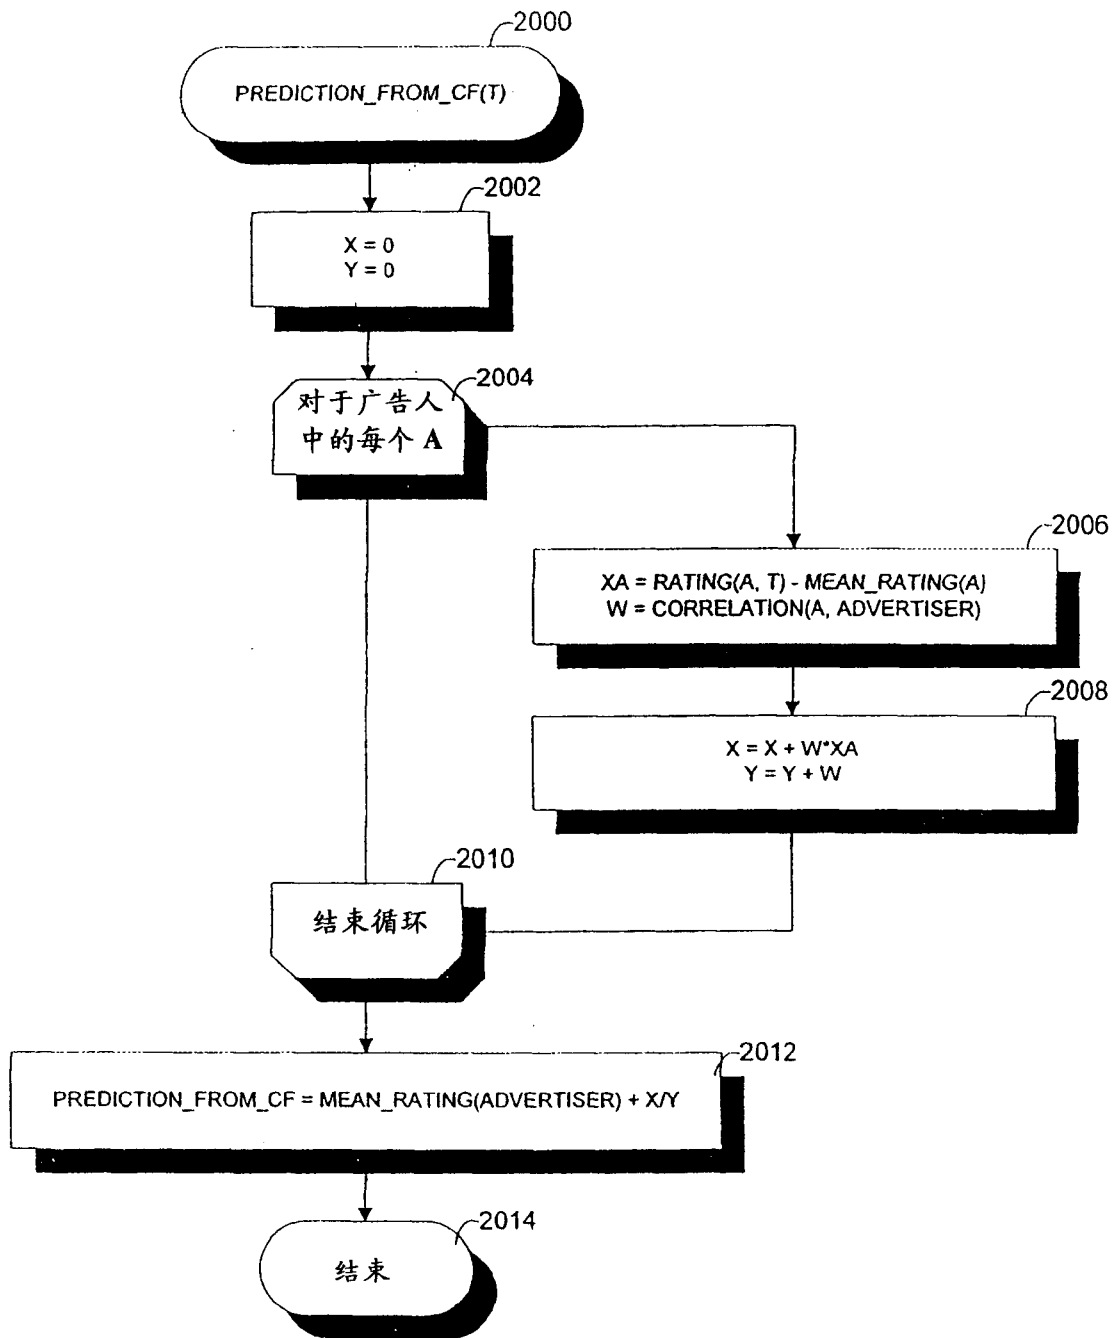 2000
PREDICTION_FROM_CF(T)
2002
X = 0
Y = 0
2004
对于广告人
中的每个 A
2006
XA = RATING(A, T) - MEAN_RATING(A)
W = CORRELATION(A, ADVERTISER)
2008
X = X + W*XA
Y = Y + W
2010
结束循环
2012
PREDICTION_FROM_CF = MEAN_RATING(ADVERTISER) + X/Y
2014
结束